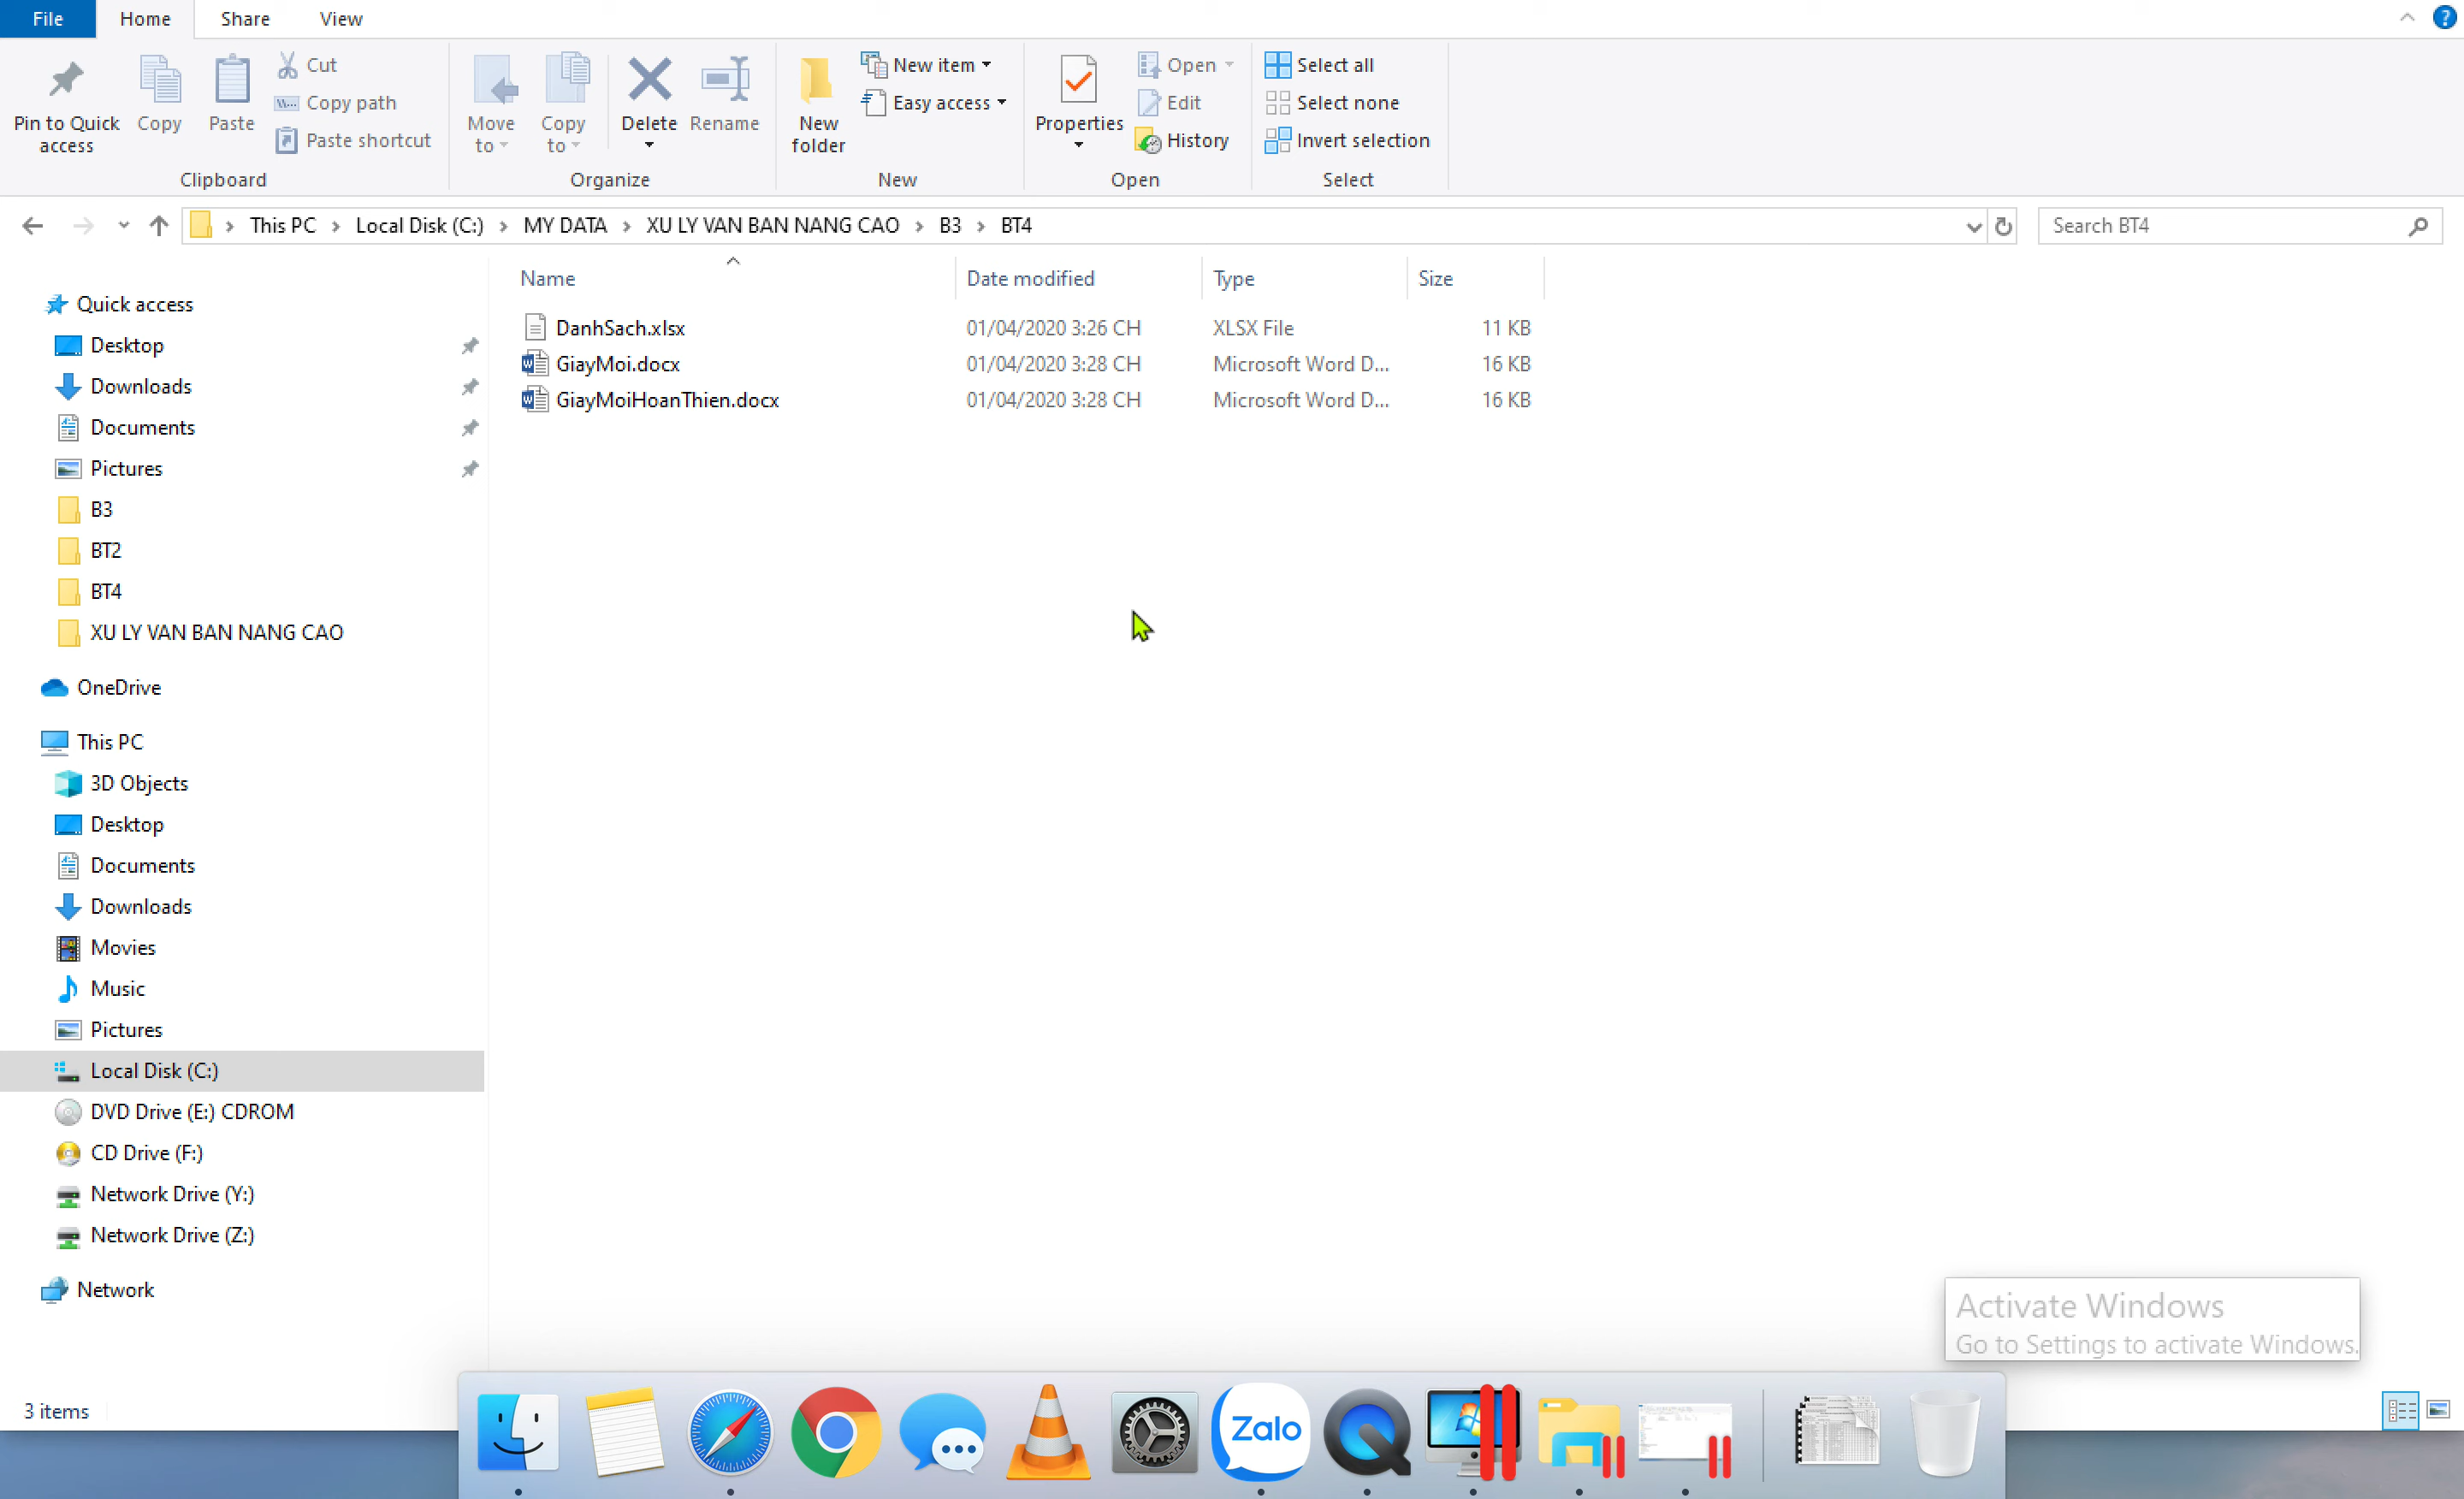 File Home Share View
Pin to Quick access
Copy
Paste
Cut
Copy path
Paste shortcut
Clipboard
Move to
Copy to
Delete
Rename
Organize
New folder
New item
Easy access
New
Properties
Open
Edit
History
Open
Select all
Select none
Invert selection
Select
This PC Local Disk (C:) MY DATA XU LY VAN BAN NANG CAO B3 BT4
Search BT4
Quick access
Desktop
Downloads
Documents
Pictures
B3
BT2
BT4
XU LY VAN BAN NANG CAO
OneDrive
This PC
3D Objects
Desktop
Documents
Downloads
Movies
Music
Pictures
Local Disk (C:)
DVD Drive (E:) CDROM
CD Drive (F:)
Network Drive (Y:)
Network Drive (Z:)
Network
Name Date modified Type Size
DanhSach.xlsx 01/04/2020 3:26 CH XLSX File 11 KB
GiayMoi.docx 01/04/2020 3:28 CH Microsoft Word D... 16 KB
GiayMoiHoanThien.docx 01/04/2020 3:28 CH Microsoft Word D... 16 KB
Activate Windows
Go to Settings to activate Windows.
3 items
Zalo